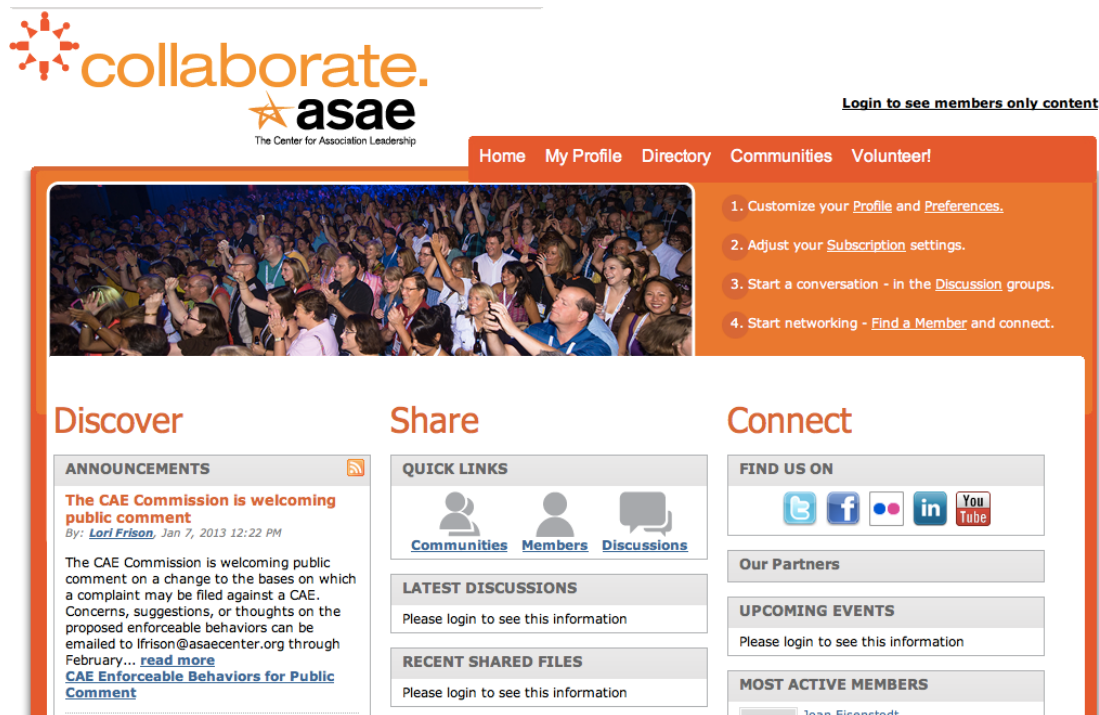 collaborate.
asae
The Center for Association Leadership
Login to see members only content
Home My Profile Directory Communities Volunteer!
1. Customize your Profile and Preferences.
2. Adjust your Subscription settings.
3. Start a conversation - in the Discussion groups.
4. Start networking - Find a Member and connect.
Discover
ANNOUNCEMENTS
The CAE Commission is welcoming
public comment
By: Lori Frison, Jan 7, 2013 12:22 PM
The CAE Commission is welcoming public
comment on a change to the bases on which
a complaint may be filed against a CAE.
Concerns, suggestions, or thoughts on the
proposed enforceable behaviors can be
emailed to lfrison@asaecenter.org through
February... read more
CAE Enforceable Behaviors for Public
Comment
Share
QUICK LINKS
Communities Members Discussions
LATEST DISCUSSIONS
Please login to see this information
RECENT SHARED FILES
Please login to see this information
Connect
FIND US ON
in
You
Tube
Our Partners
UPCOMING EVENTS
Please login to see this information
MOST ACTIVE MEMBERS
Joan Eisenstodt